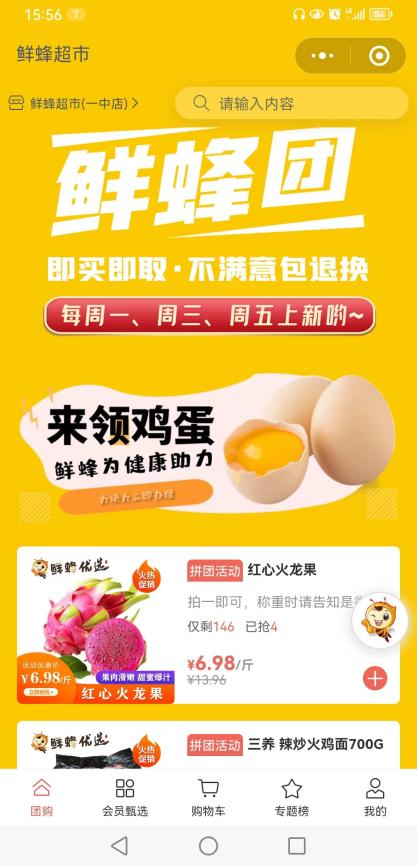 15:56 7
84
鲜蜂超市
鲜蜂超市(一中店)
请输入内容
鲜蜂团
即买即取·不满意包退换
每周一、周三、周五上新哟~
来领鸡蛋
鲜蜂为健康助力
鲜蜂优选
火热
促销
活动优惠价
¥6.98/斤
果肉滑嫩 甜蜜爆汁
红心火龙果
拼团活动 红心火龙果
拍一即可，称重时请告知是
仅剩146 已抢4
¥6.98/斤
¥13.96
鲜蜂优选
火热
促销
拼团活动 三养 辣炒火鸡面700G
团购
会员甄选
购物车
专题榜
我的